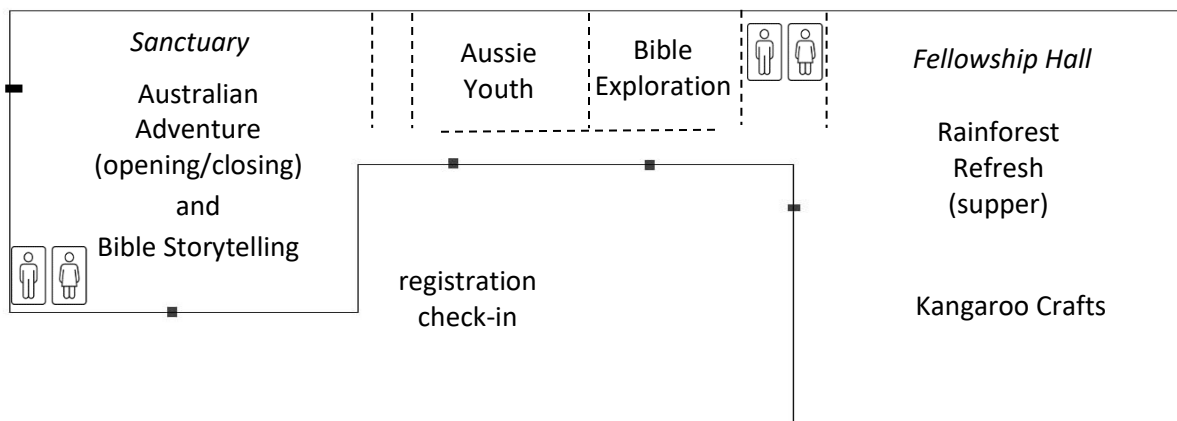 Sanctuary
Australian
Adventure
(opening/closing)
and
Bible Storytelling
Aussie
Youth
Bible
Exploration
Fellowship Hall
Rainforest
Refresh
(supper)
Kangaroo Crafts
registration
check-in